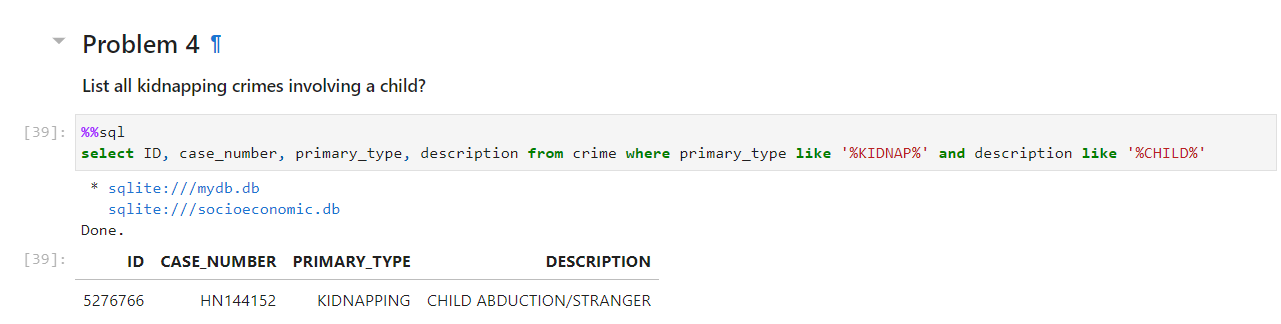 Problem 4 ¶
List all kidnapping crimes involving a child?
[39]:
%%sql
select ID, case_number, primary_type, description from crime where primary_type like '%KIDNAP%' and description like '%CHILD%'
* sqlite:///mydb.db
sqlite:///socioeconomic.db
Done.
[39]:
ID CASE_NUMBER PRIMARY_TYPE DESCRIPTION
5276766 HN144152 KIDNAPPING CHILD ABDUCTION/STRANGER